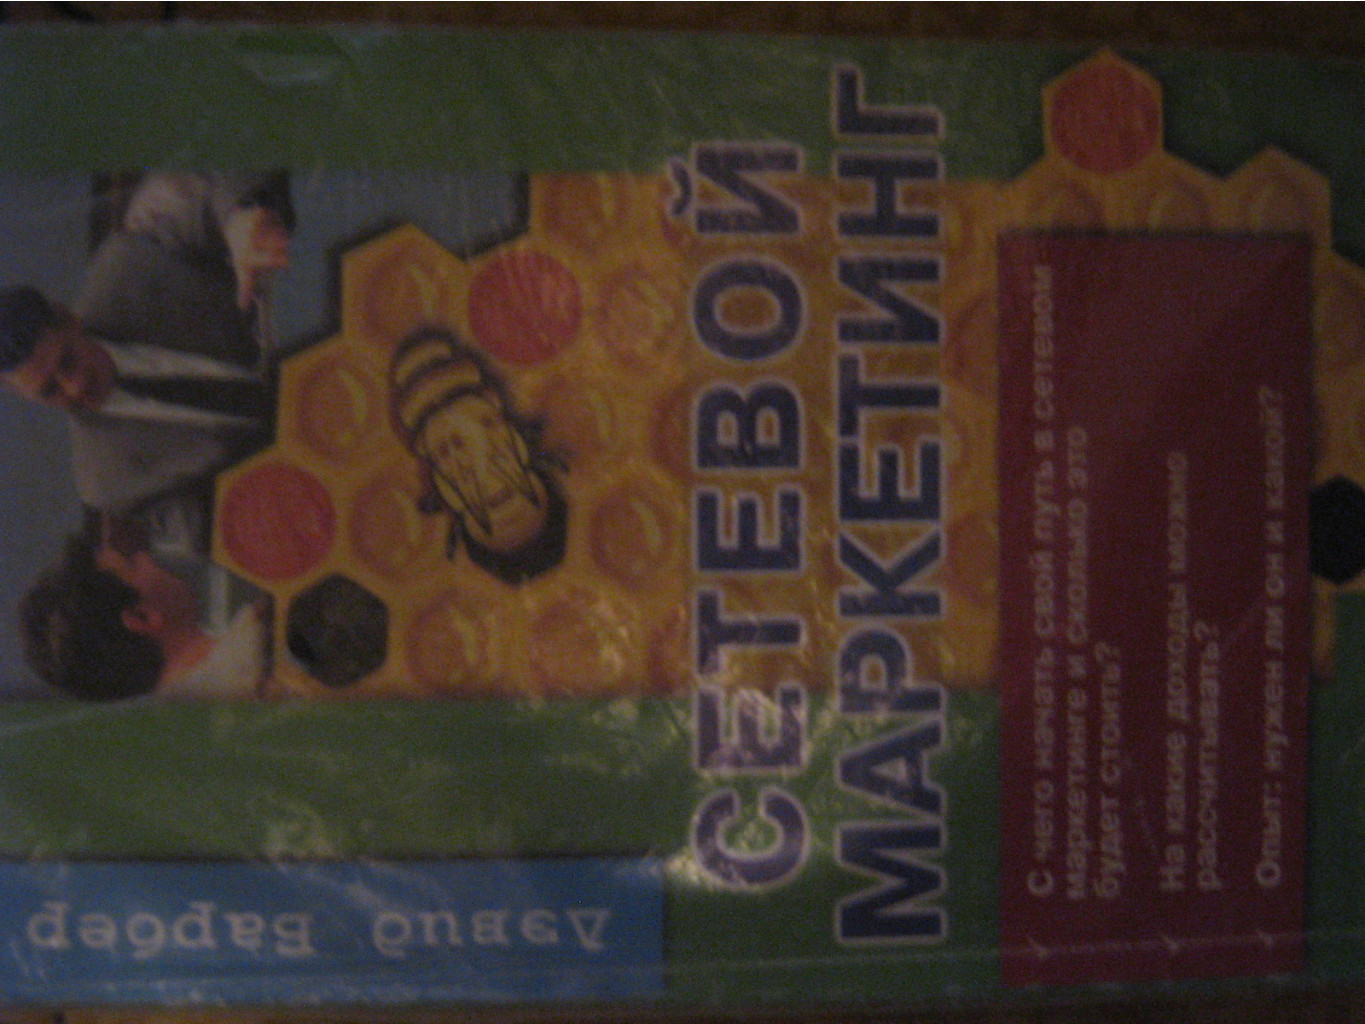 Дэвид Барбер
СЕТЕВОЙ
МАРКЕТИНГ
С чего начать свой путь в сетевом
маркетинге и сколько это
будет стоить?
На какие доходы можно
рассчитывать?
Опыт: нужен ли он и какой?